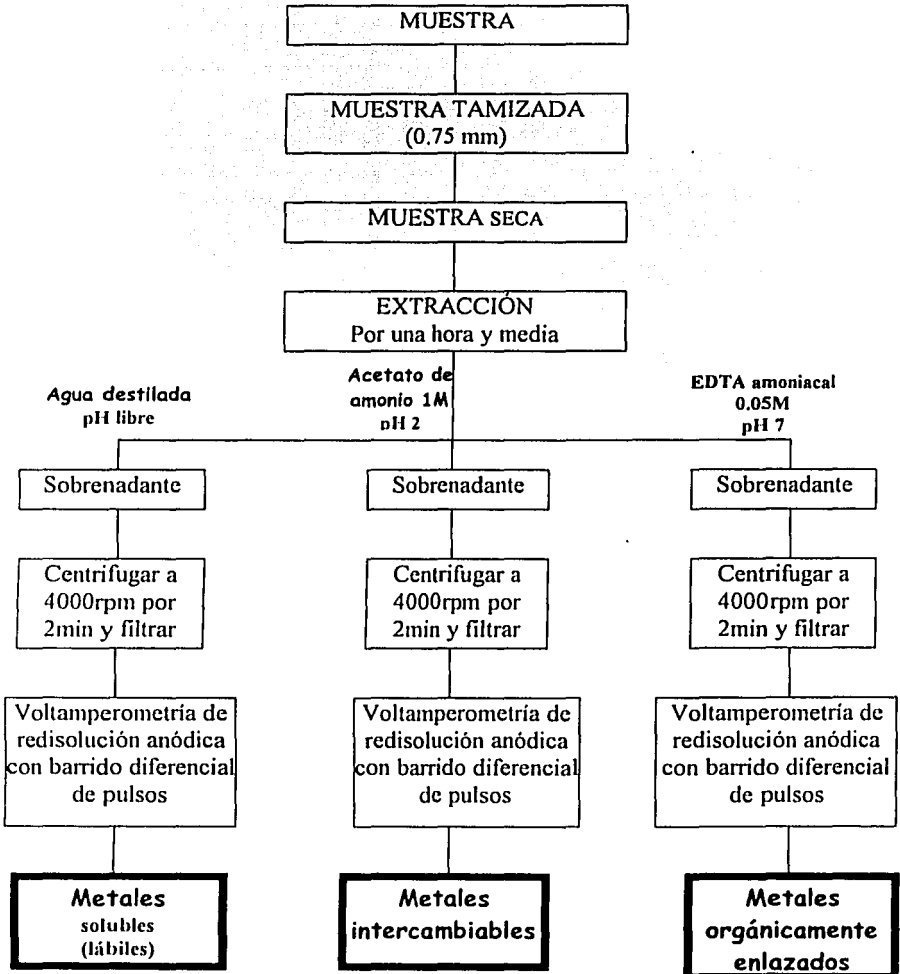 MUESTRA
MUESTRA TAMIZADA
(0.75 mm)
MUESTRA SECA
EXTRACCIÓN
Por una hora y media
Agua destilada
pH libre
Acetato de
amonio 1M
pH 2
EDTA amoniacal
0.05M
pH 7
Sobrenadante
Sobrenadante
Sobrenadante
Centrifugar a
4000rpm por
2min y filtrar
Centrifugar a
4000rpm por
2min y filtrar
Centrifugar a
4000rpm por
2min y filtrar
Voltamperometría de
redisolución anódica
con barrido diferencial
de pulsos
Voltamperometría de
redisolución anódica
con barrido diferencial
de pulsos
Voltamperometría de
redisolución anódica
con barrido diferencial
de pulsos
Metales
solubles
(lábiles)
Metales
intercambiables
Metales
orgánicamente
enlazados